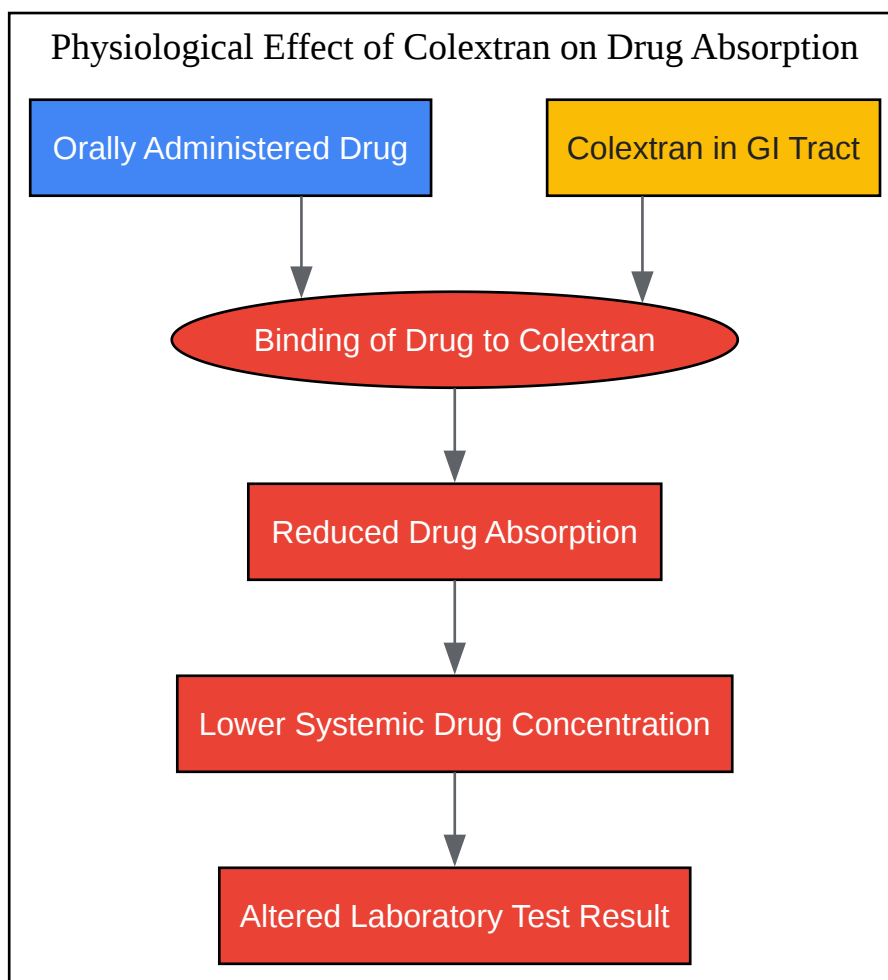 Physiological Effect of Colextran on Drug Absorption
Orally Administered Drug
Colextran in GI Tract
Binding of Drug to Colextran
Reduced Drug Absorption
Lower Systemic Drug Concentration
Altered Laboratory Test Result